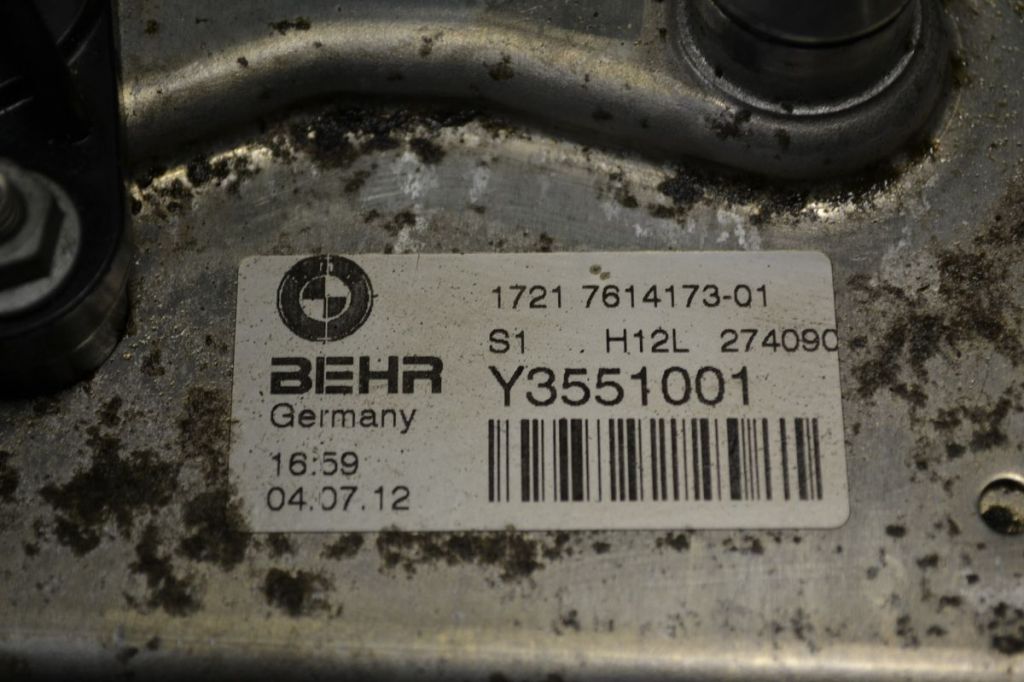 1721 7614173-01
S1 .. H12L 274090
BEHR
Y3551001
Germany
16:59
04.07.12